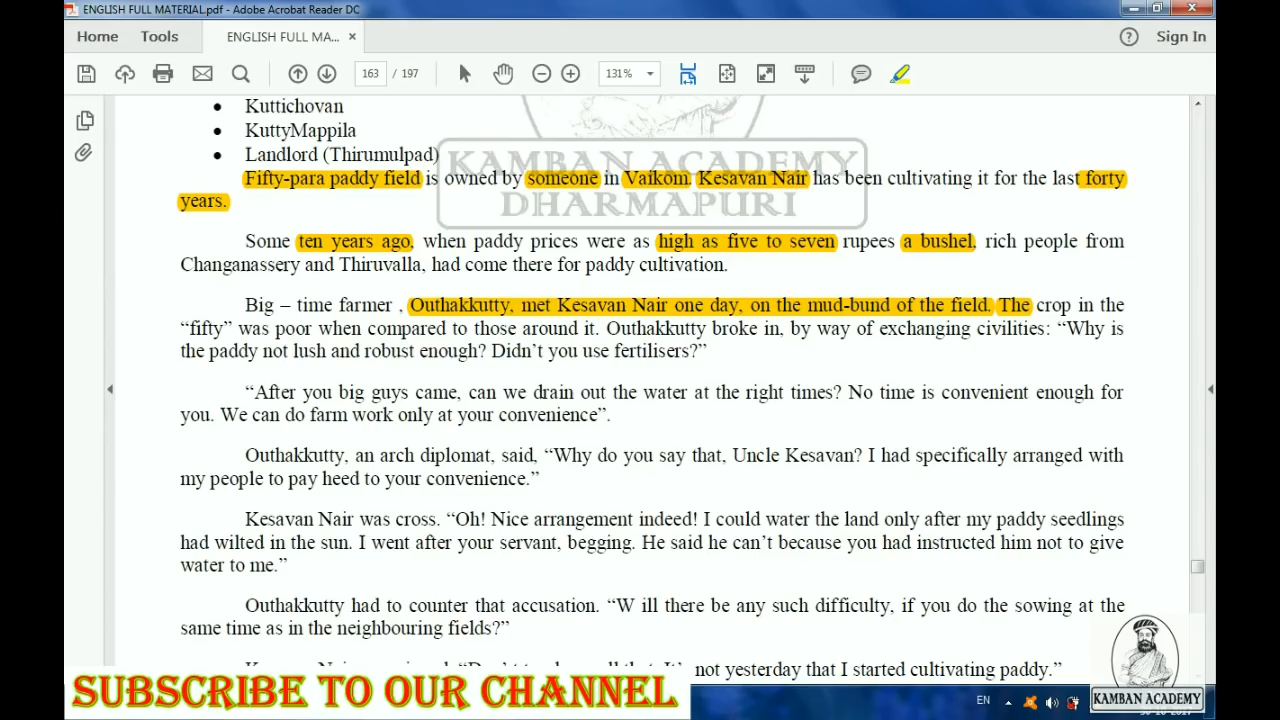 ENGLISH FULL MATERIAL.pdf - Adobe Acrobat Reader DC
Home Tools ENGLISH FULL MA... × Sign In
163 / 197 131%
• Kuttichovan
• KuttyMappila
• Landlord (Thirumulpad)
KAMBAN ACADEMY
DHARMAPURI
Fifty-para paddy field is owned by someone in Vaikom. Kesavan Nair has been cultivating it for the last forty
years.
Some ten years ago, when paddy prices were as high as five to seven rupees a bushel, rich people from
Changanassery and Thiruvalla, had come there for paddy cultivation.
Big – time farmer , Outhakkutty, met Kesavan Nair one day, on the mud-bund of the field. The crop in the
“fifty” was poor when compared to those around it. Outhakkutty broke in, by way of exchanging civilities: “Why is
the paddy not lush and robust enough? Didn’t you use fertilisers?”
“After you big guys came, can we drain out the water at the right times? No time is convenient enough for
you. We can do farm work only at your convenience”.
Outhakkutty, an arch diplomat, said, “Why do you say that, Uncle Kesavan? I had specifically arranged with
my people to pay heed to your convenience.”
Kesavan Nair was cross. “Oh! Nice arrangement indeed! I could water the land only after my paddy seedlings
had wilted in the sun. I went after your servant, begging. He said he can’t because you had instructed him not to give
water to me.”
Outhakkutty had to counter that accusation. “W ill there be any such difficulty, if you do the sowing at the
same time as in the neighbouring fields?”
not yesterday that I started cultivating paddy.”
SUBSCRIBE TO OUR CHANNEL
EN
KAMBAN ACADEMY